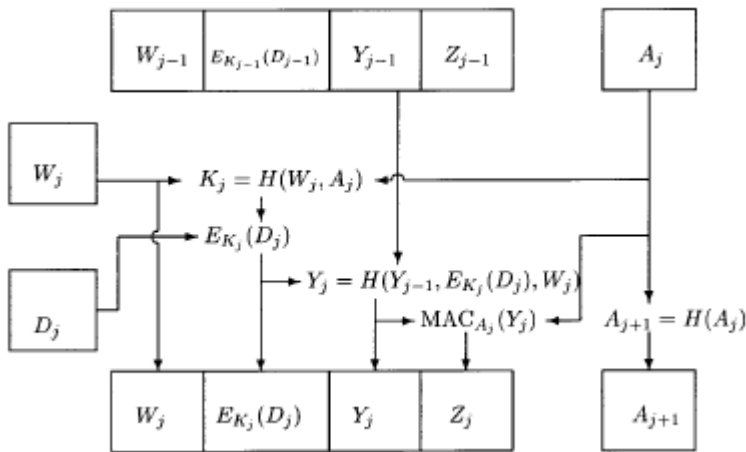 W_{j-1} E_{K_{j-1}}(D_{j-1}) Y_{j-1} Z_{j-1} A_j
W_j
K_j = H(W_j, A_j)
E_{K_j}(D_j)
Y_j = H(Y_{j-1}, E_{K_j}(D_j), W_j)
D_j
MAC_{A_j}(Y_j)
A_{j+1} = H(A_j)
W_j E_{K_j}(D_j) Y_j Z_j A_{j+1}